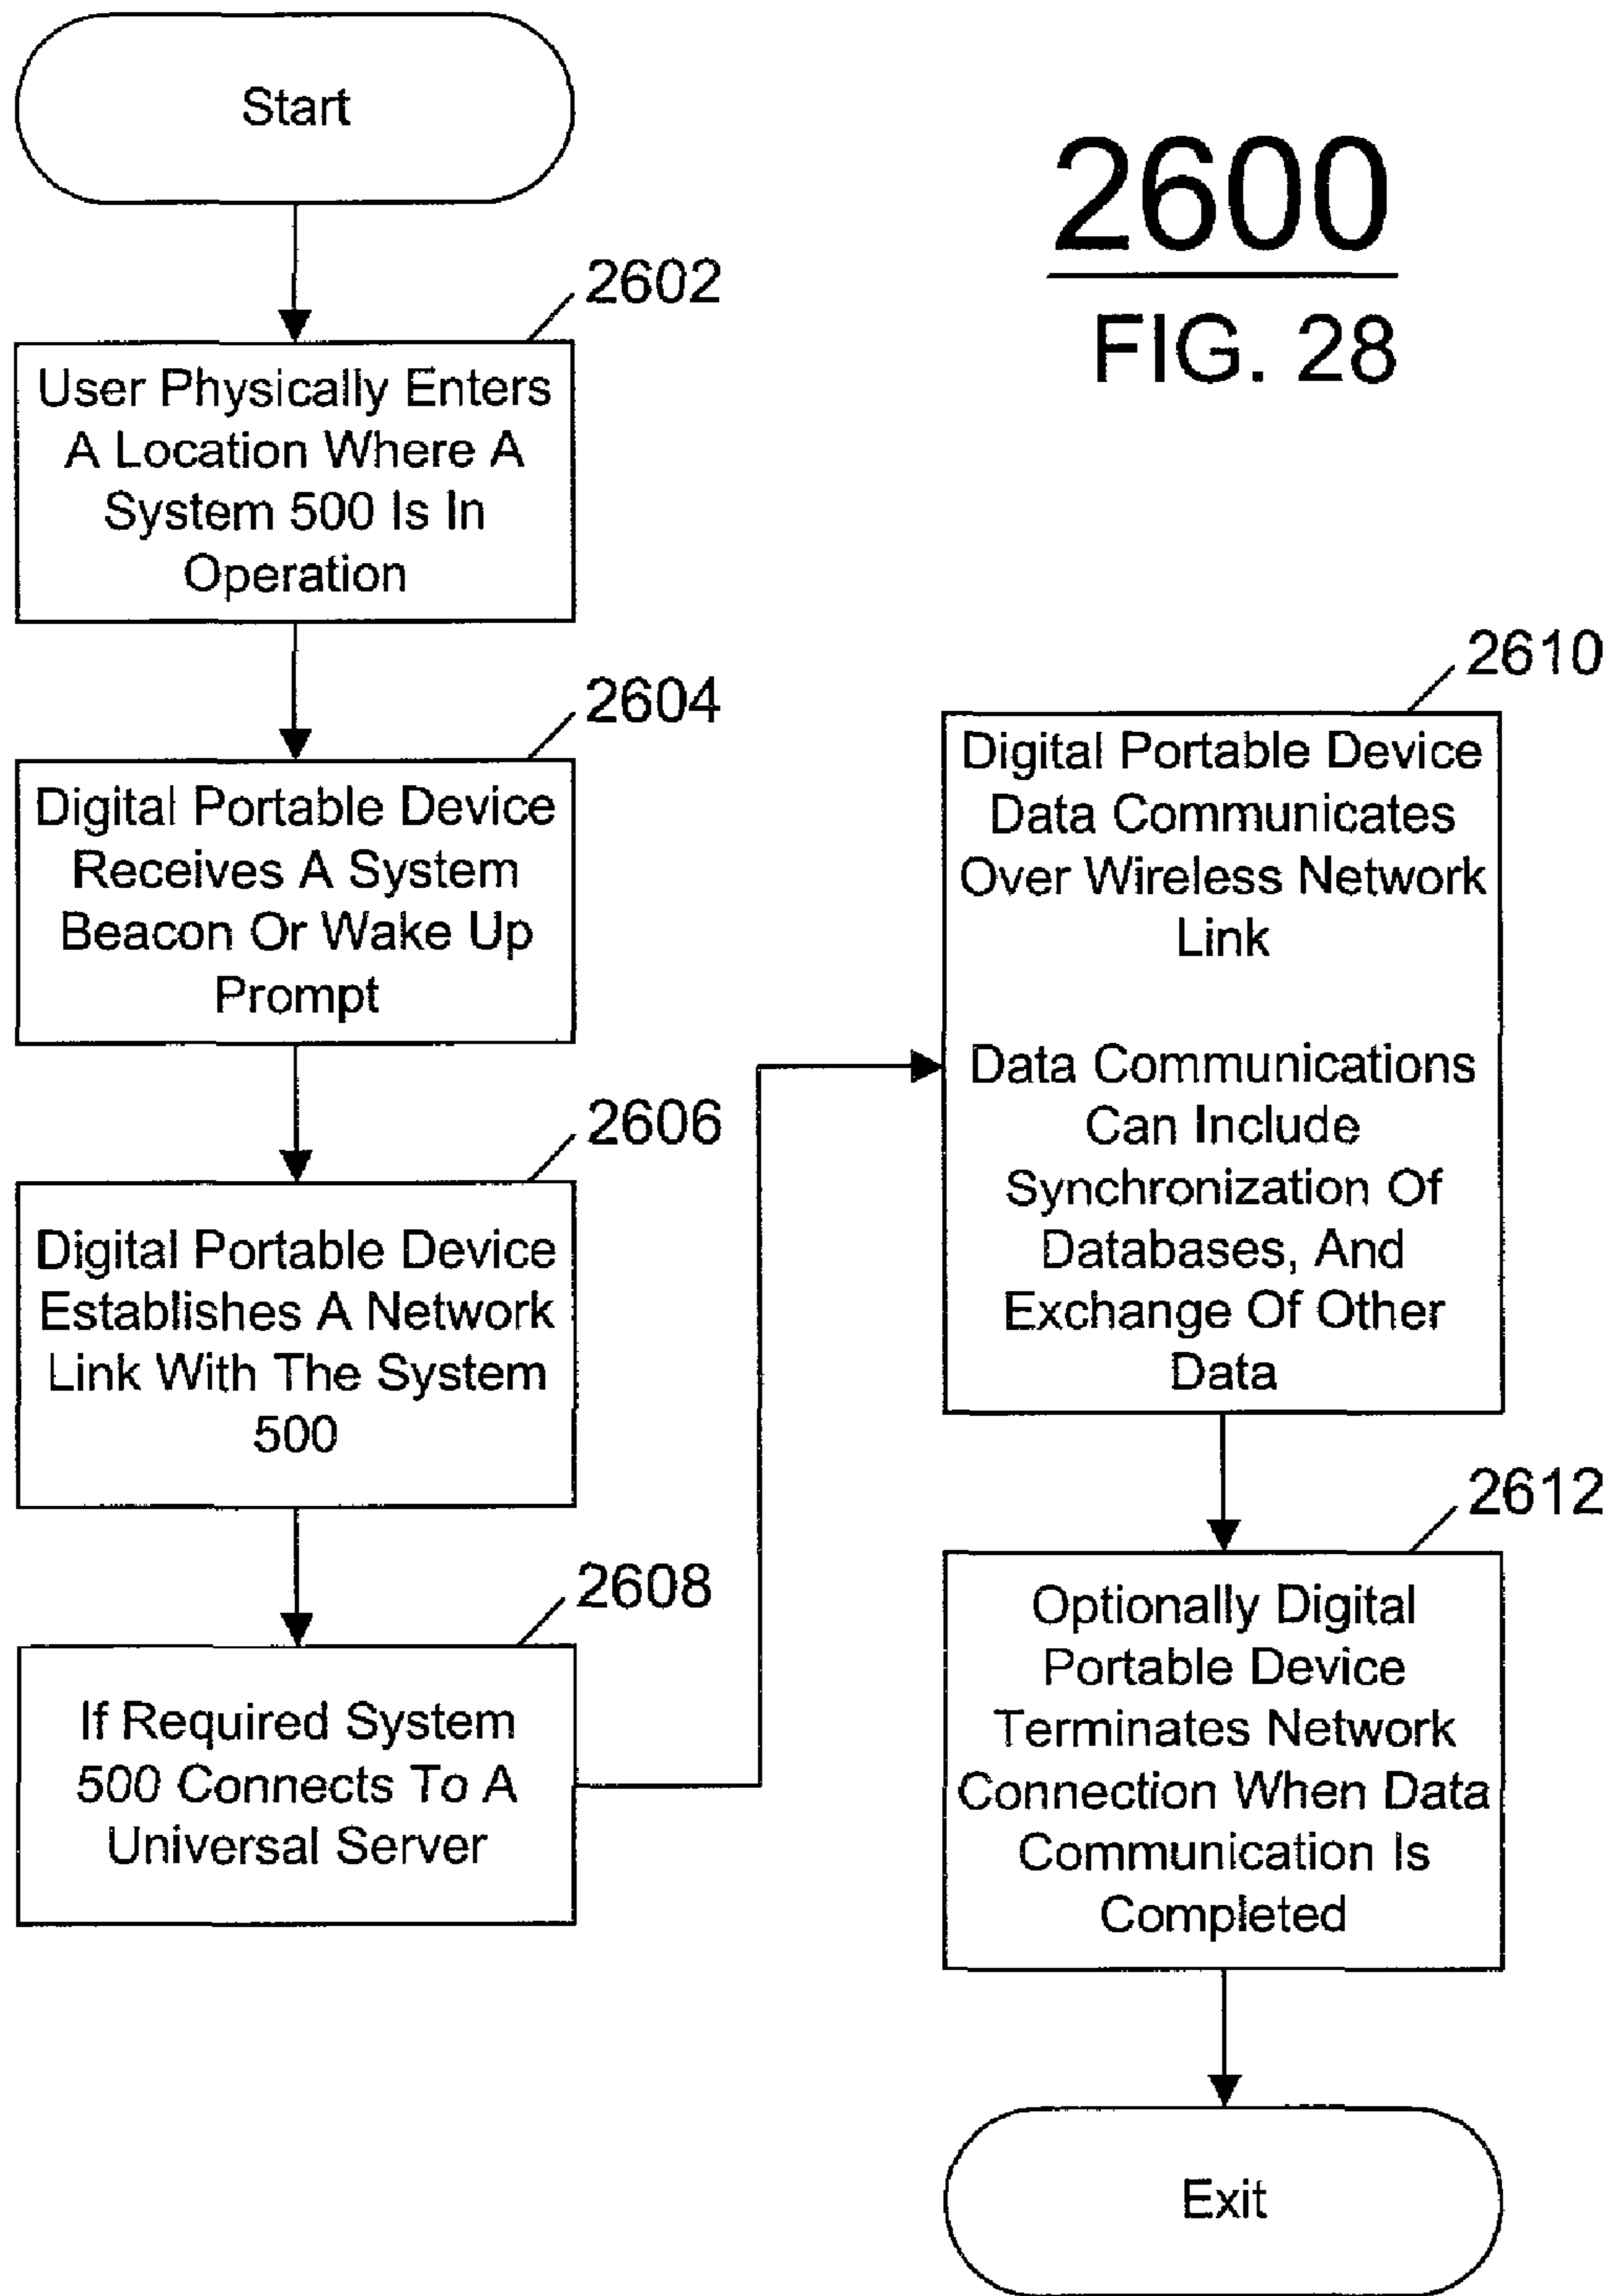 Start
2600
FIG. 28
2602
User Physically Enters
A Location Where A
System 500 Is In
Operation
2604
Digital Portable Device
Receives A System
Beacon Or Wake Up
Prompt
2606
Digital Portable Device
Establishes A Network
Link With The System
500
2608
If Required System
500 Connects To A
Universal Server
2610
Digital Portable Device
Data Communicates
Over Wireless Network
Link
Data Communications
Can Include
Synchronization Of
Databases, And
Exchange Of Other
Data
2612
Optionally Digital
Portable Device
Terminates Network
Connection When Data
Communication Is
Completed
Exit